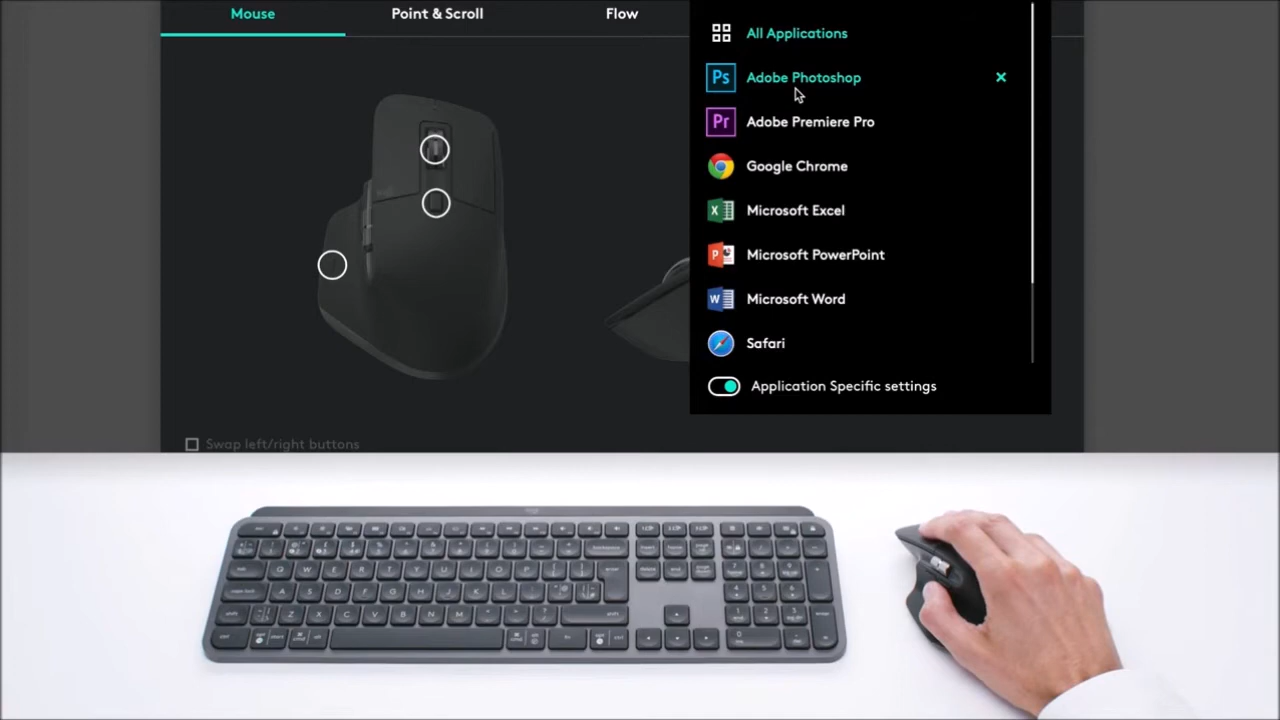 Mouse
Point & Scroll
Flow
All Applications
Ps
Adobe Photoshop
Pr
Adobe Premiere Pro
Google Chrome
Microsoft Excel
Microsoft PowerPoint
Microsoft Word
Safari
Application Specific settings
Swap left/right buttons
Q W E R T Y U I O P
A S D F G H J K L
Z X C V B N M